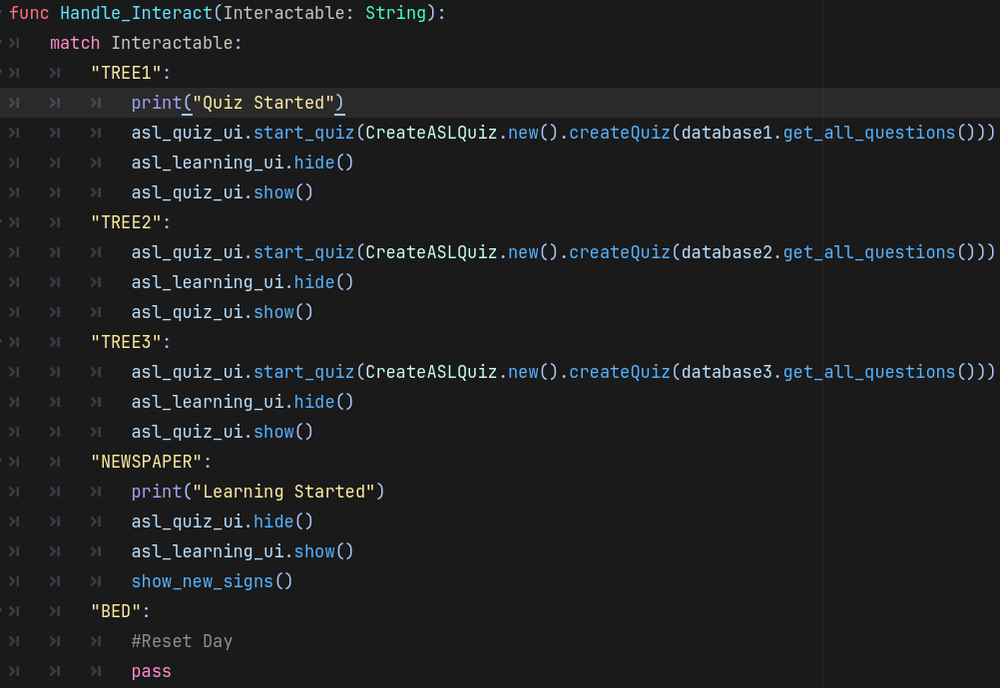 func Handle_Interact(Interactable: String):
match Interactable:
"TREE1":
print("Quiz Started")
asl_quiz_ui.start_quiz(CreateASLQuiz.new().createQuiz(database1.get_all_questions()))
asl_learning_ui.hide()
asl_quiz_ui.show()
"TREE2":
asl_quiz_ui.start_quiz(CreateASLQuiz.new().createQuiz(database2.get_all_questions()))
asl_learning_ui.hide()
asl_quiz_ui.show()
"TREE3":
asl_quiz_ui.start_quiz(CreateASLQuiz.new().createQuiz(database3.get_all_questions()))
asl_learning_ui.hide()
asl_quiz_ui.show()
"NEWSPAPER":
print("Learning Started")
asl_quiz_ui.hide()
asl_learning_ui.show()
show_new_signs()
"BED":
#Reset Day
pass